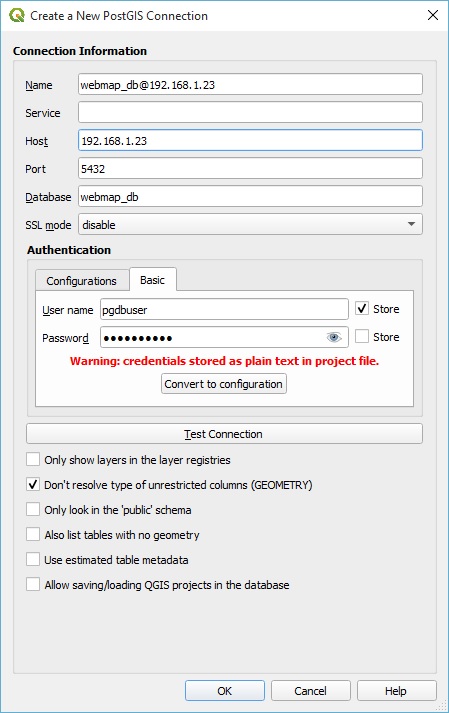 Create a New PostGIS Connection
Connection Information
Name webmap_db@192.168.1.23
Service
Host 192.168.1.23
Port 5432
Database webmap_db
SSL mode disable
Authentication
Configurations Basic
User name pgdbuser Store
Password ●●●●●●●●●● Store
Warning: credentials stored as plain text in project file.
Convert to configuration
Test Connection
Only show layers in the layer registries
Don't resolve type of unrestricted columns (GEOMETRY)
Only look in the 'public' schema
Also list tables with no geometry
Use estimated table metadata
Allow saving/loading QGIS projects in the database
OK Cancel Help